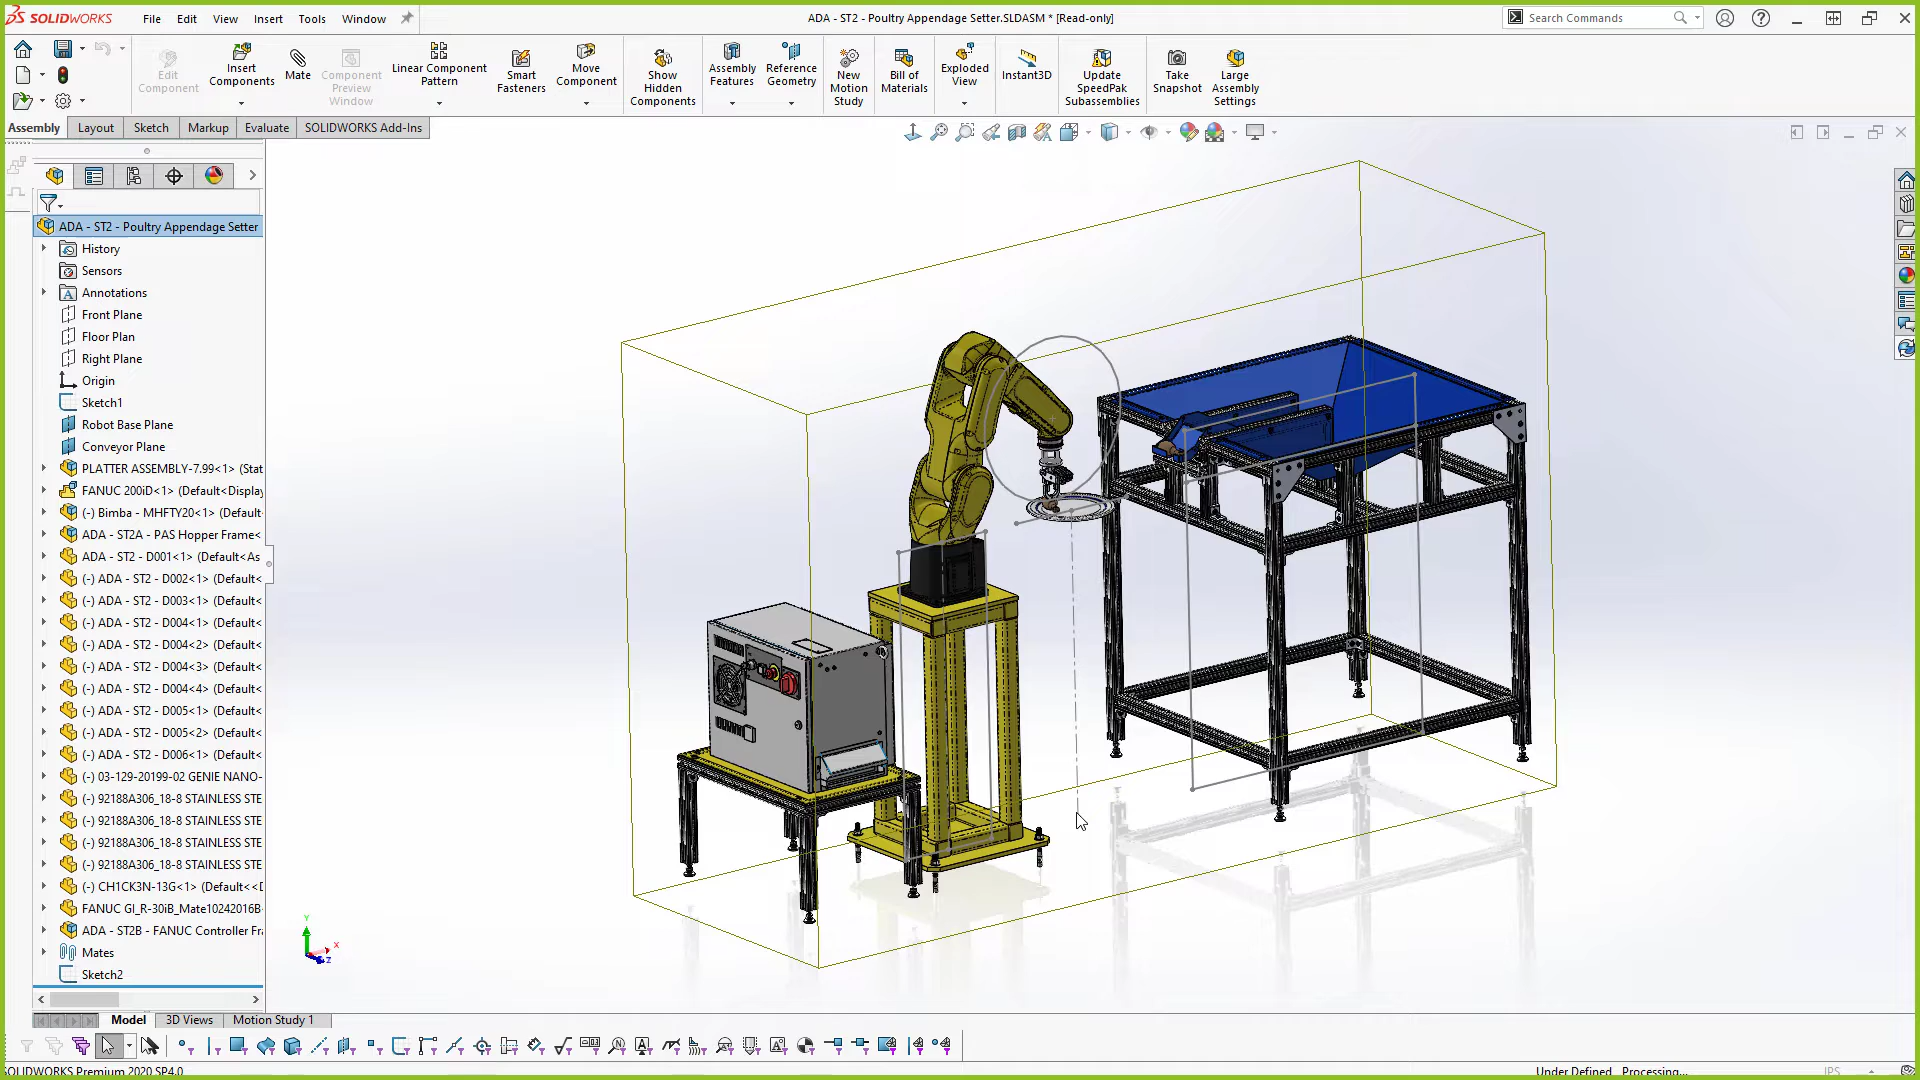 SOLIDWORKS File Edit View Insert Tools Window ADA - ST2 - Poultry Appendage Setter.SLDASM * [Read-only] Search Commands
Edit Component
Insert Components
Mate
Component Preview Window
Linear Component Pattern
Smart Fasteners
Move Component
Show Hidden Components
Assembly Features
Reference Geometry
New Motion Study
Bill of Materials
Exploded View
Instant3D
Update SpeedPak Subassemblies
Take Snapshot
Large Assembly Settings
Assembly Layout Sketch Markup Evaluate SOLIDWORKS Add-Ins
ADA - ST2 - Poultry Appendage Setter
History
Sensors
Annotations
Front Plane
Floor Plan
Right Plane
Origin
Sketch1
Robot Base Plane
Conveyor Plane
PLATTER ASSEMBLY-7.99<1> (Stat
FANUC 200iD<1> (Default<Display
(-) Bimba - MHFTY20<1> (Default‹
ADA - ST2A - PAS Hopper Frame<
ADA - ST2 - D001<1> (Default<As
(-) ADA - ST2 - D002<1> (Default<
(-) ADA - ST2 - D003<1> (Default<
(-) ADA - ST2 - D004<1> (Default<
(-) ADA - ST2 - D004<2> (Default<
(-) ADA - ST2 - D004<3> (Default<
(-) ADA - ST2 - D004<4> (Default<
(-) ADA - ST2 - D005<1> (Default<
(-) ADA - ST2 - D005<2> (Default<
(-) ADA - ST2 - D006<1> (Default<
(-) 03-129-20199-02 GENIE NANO-
(-) 92188A306_18-8 STAINLESS STE
(-) 92188A306_18-8 STAINLESS STE
(-) 92188A306_18-8 STAINLESS STE
(-) 92188A306_18-8 STAINLESS STE
(-) CH1CK3N-13G<1> (Default<<D
FANUC GI_R-30iB_Mate10242016B
ADA - ST2B - FANUC Controller Fra
Mates
Sketch2
Y
X
Z
Model 3D Views Motion Study 1
SOLIDWORKS Premium 2020 SP4.0 Under Defined Processing... IPS